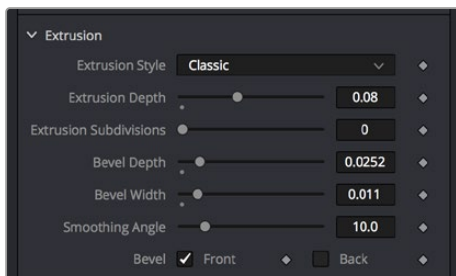 Extrusion
Extrusion Style Classic
Extrusion Depth 0.08
Extrusion Subdivisions 0
Bevel Depth 0.0252
Bevel Width 0.011
Smoothing Angle 10.0
Bevel Front Back